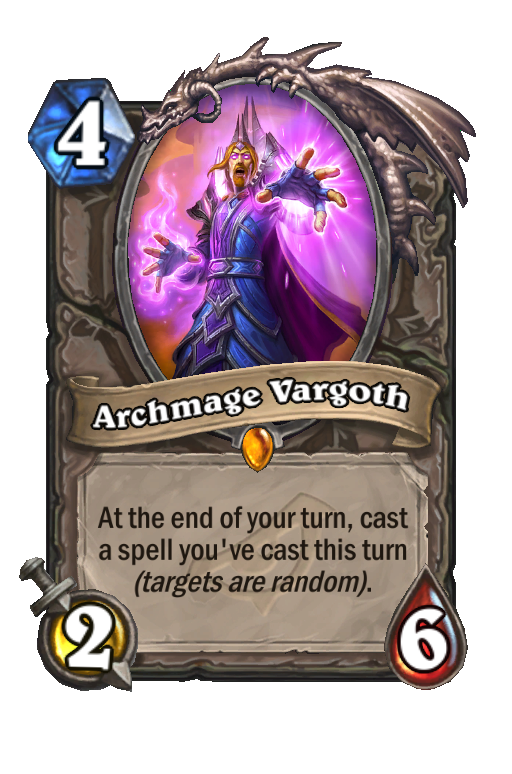 4
Archmage Vargoth
At the end of your turn, cast
a spell you've cast this turn
(targets are random).
2
6